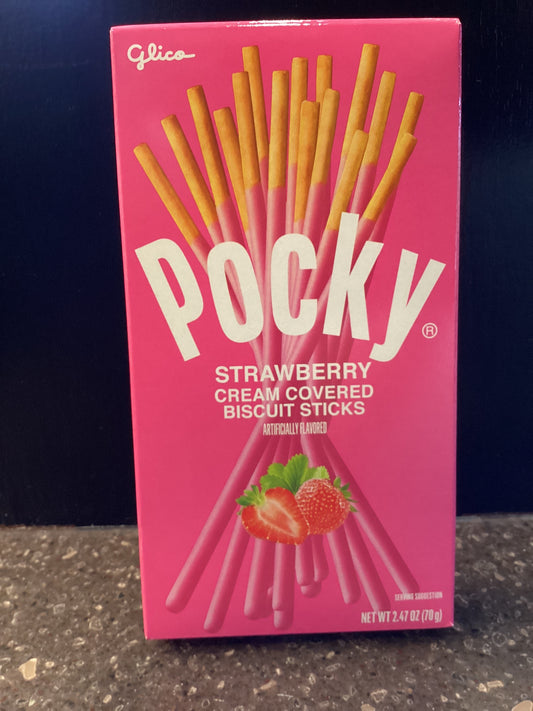 Glico
Pocky®
STRAWBERRY
CREAM COVERED
BISCUIT STICKS
ARTIFICIALLY FLAVORED
SERVING SUGGESTION
NET WT 2.47 OZ (70g)